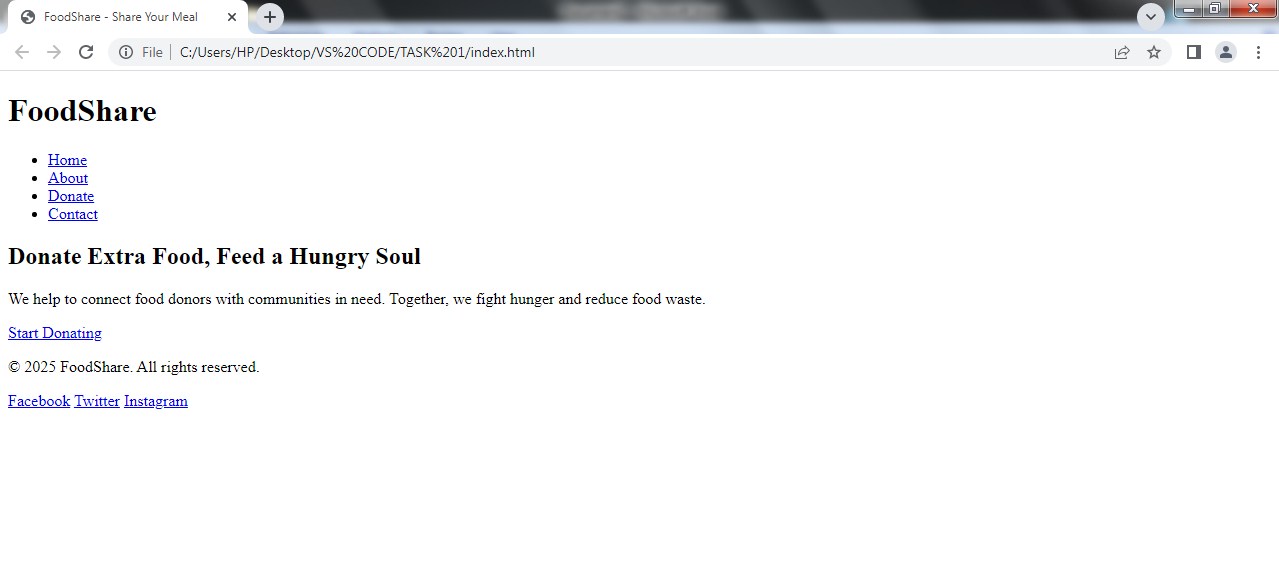 FoodShare - Share Your Meal
File C:/Users/HP/Desktop/VS%20CODE/TASK%201/index.html
FoodShare
Home
About
Donate
Contact
Donate Extra Food, Feed a Hungry Soul
We help to connect food donors with communities in need. Together, we fight hunger and reduce food waste.
Start Donating
© 2025 FoodShare. All rights reserved.
Facebook Twitter Instagram